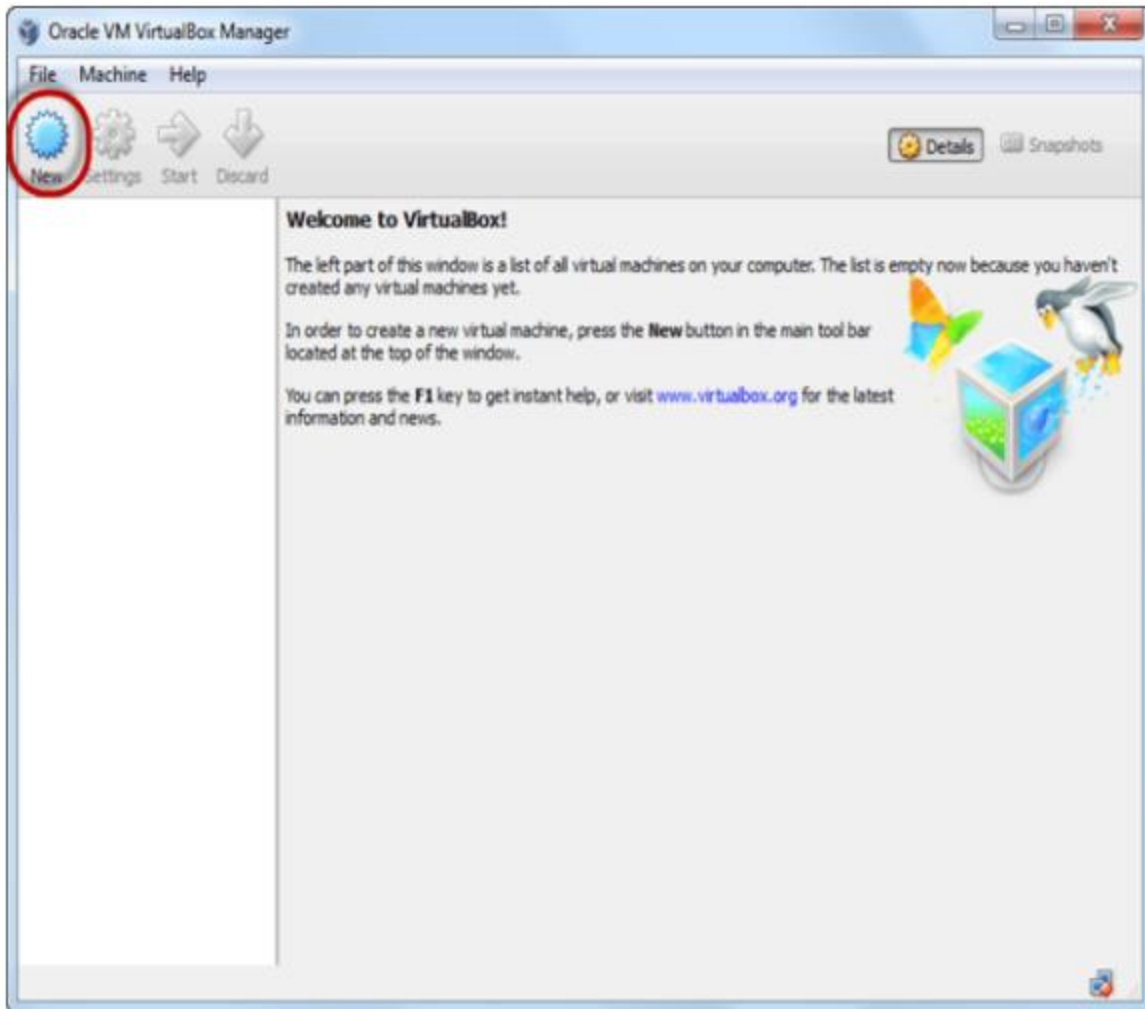 Oracle VM VirtualBox Manager
File Machine Help
New Settings Start Discard
Details Snapshots
Welcome to VirtualBox!
The left part of this window is a list of all virtual machines on your computer. The list is empty now because you haven't
created any virtual machines yet.
In order to create a new virtual machine, press the New button in the main tool bar
located at the top of the window.
You can press the F1 key to get instant help, or visit www.virtualbox.org for the latest
information and news.